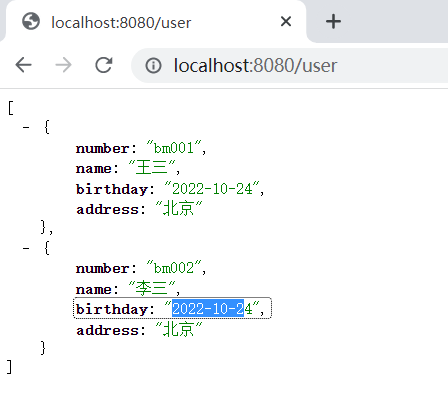 localhost:8080/user
localhost:8080/user
[
- {
number: "bm001",
name: "王三",
birthday: "2022-10-24",
address: "北京"
},
- {
number: "bm002",
name: "李三",
birthday: "2022-10-24",
address: "北京"
}
]